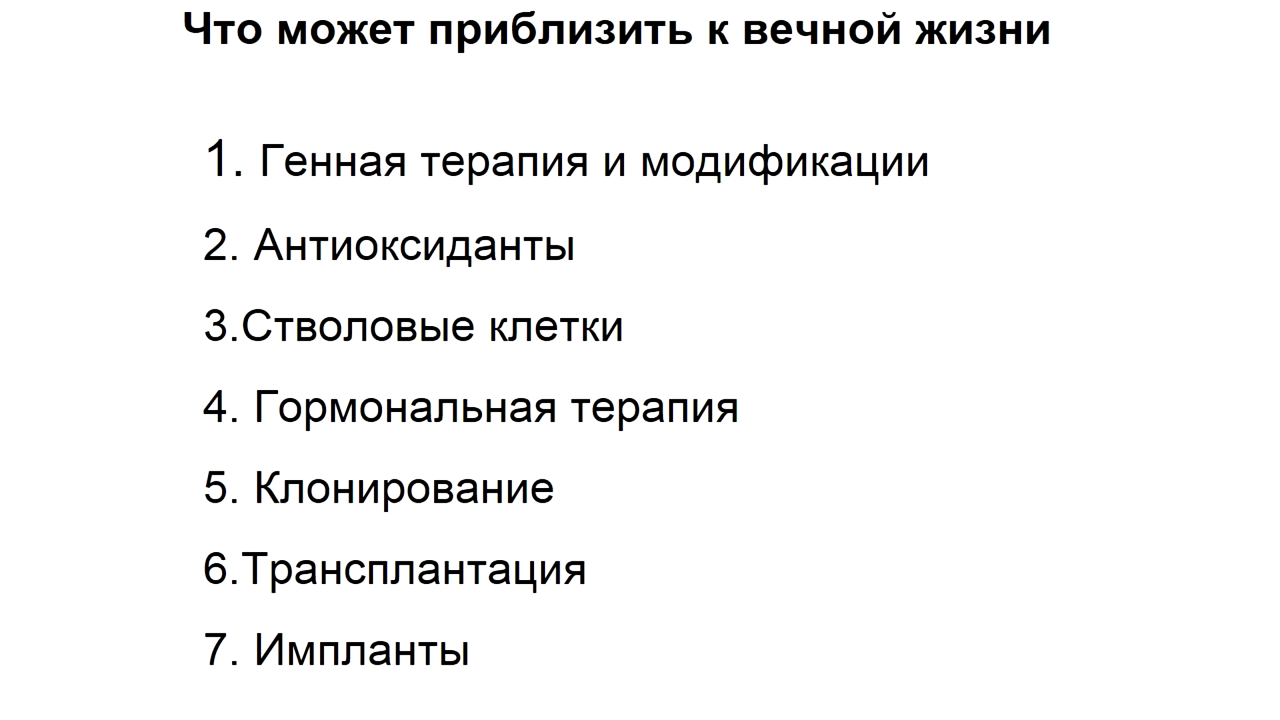 Что может приблизить к вечной жизни
1. Генная терапия и модификации
2. Антиоксиданты
3.Стволовые клетки
4. Гормональная терапия
5. Клонирование
6.Трансплантация
7. Импланты